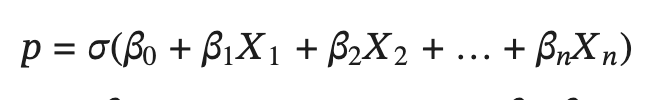 p = σ(β₀ + β₁X₁ + β₂X₂ + … + βₙXₙ)